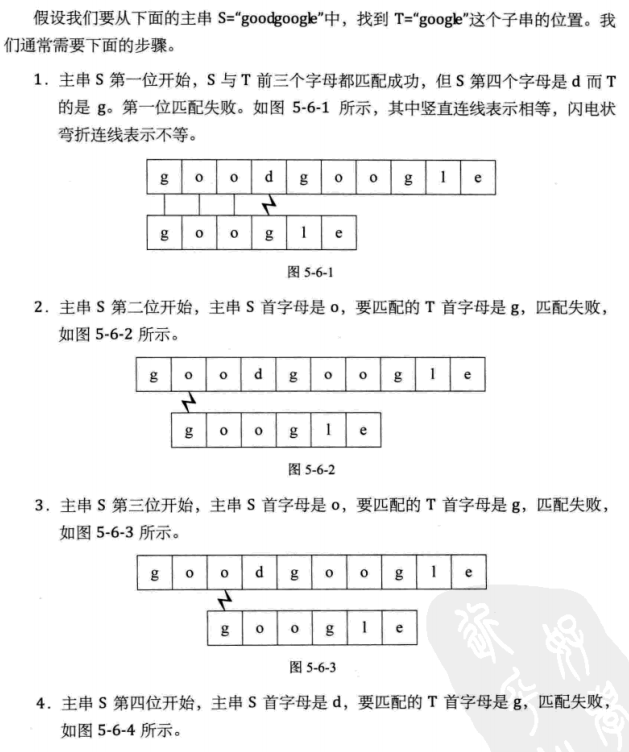 假设我们要从下面的主串 S=“goodgoogle”中，找到 T=“google”这个子串的位置。我
们通常需要下面的步骤。
1. 主串 S 第一位开始，S 与 T 前三个字母都匹配成功，但 S 第四个字母是 d 而 T
的是 g。第一位匹配失败。如图 5-6-1 所示，其中竖直连线表示相等，闪电状
弯折连线表示不等。
g o o d g o o g l e
g o o g l e
图 5-6-1
2. 主串 S 第二位开始，主串 S 首字母是 o，要匹配的 T 首字母是 g，匹配失败，
如图 5-6-2 所示。
g o o d g o o g l e
g o o g l e
图 5-6-2
3. 主串 S 第三位开始，主串 S 首字母是 o，要匹配的 T 首字母是 g，匹配失败，
如图 5-6-3 所示。
g o o d g o o g l e
g o o g l e
图 5-6-3
4. 主串 S 第四位开始，主串 S 首字母是 d，要匹配的 T 首字母是 g，匹配失败，
如图 5-6-4 所示。